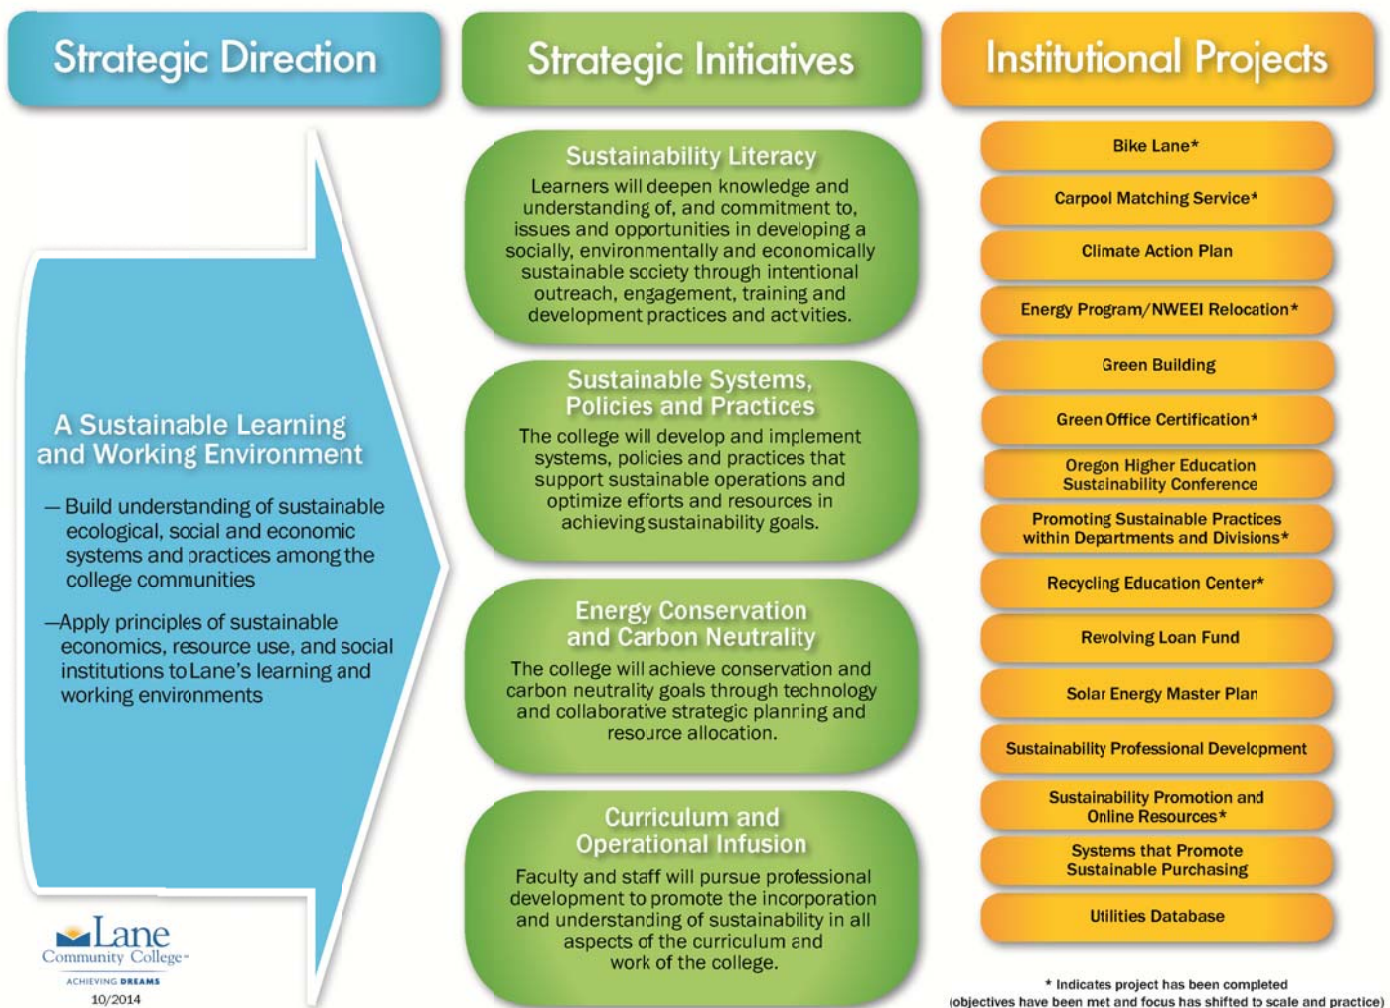 Strategic Direction
A Sustainable Learning
and Working Environment
— Build understanding of sustainable
ecological, social and economic
systems and practices among the
college communities
—Apply principles of sustainable
economics, resource use, and social
institutions to Lane's learning and
working environments
Lane
Community College℠
ACHIEVING DREAMS
10/2014
Strategic Initiatives
Sustainability Literacy
Learners will deepen knowledge and
understanding of, and commitment to,
issues and opportunities in developing a
socially, environmentally and economically
sustainable society through intentional
outreach, engagement, training and
development practices and activities.
Sustainable Systems,
Policies and Practices
The college will develop and implement
systems, policies and practices that
support sustainable operations and
optimize efforts and resources in
achieving sustainability goals.
Energy Conservation
and Carbon Neutrality
The college will achieve conservation and
carbon neutrality goals through technology
and collaborative strategic planning and
resource allocation.
Curriculum and
Operational Infusion
Faculty and staff will pursue professional
development to promote the incorporation
and understanding of sustainability in all
aspects of the curriculum and
work of the college.
Institutional Projects
Bike Lane*
Carpool Matching Service*
Climate Action Plan
Energy Program/NWEEI Relocation*
Green Building
Green Office Certification*
Oregon Higher Education
Sustainability Conference
Promoting Sustainable Practices
within Departments and Divisions*
Recycling Education Center*
Revolving Loan Fund
Solar Energy Master Plan
Sustainability Professional Development
Sustainability Promotion and
Online Resources*
Systems that Promote
Sustainable Purchasing
Utilities Database
* Indicates project has been completed
(objectives have been met and focus has shifted to scale and practice)